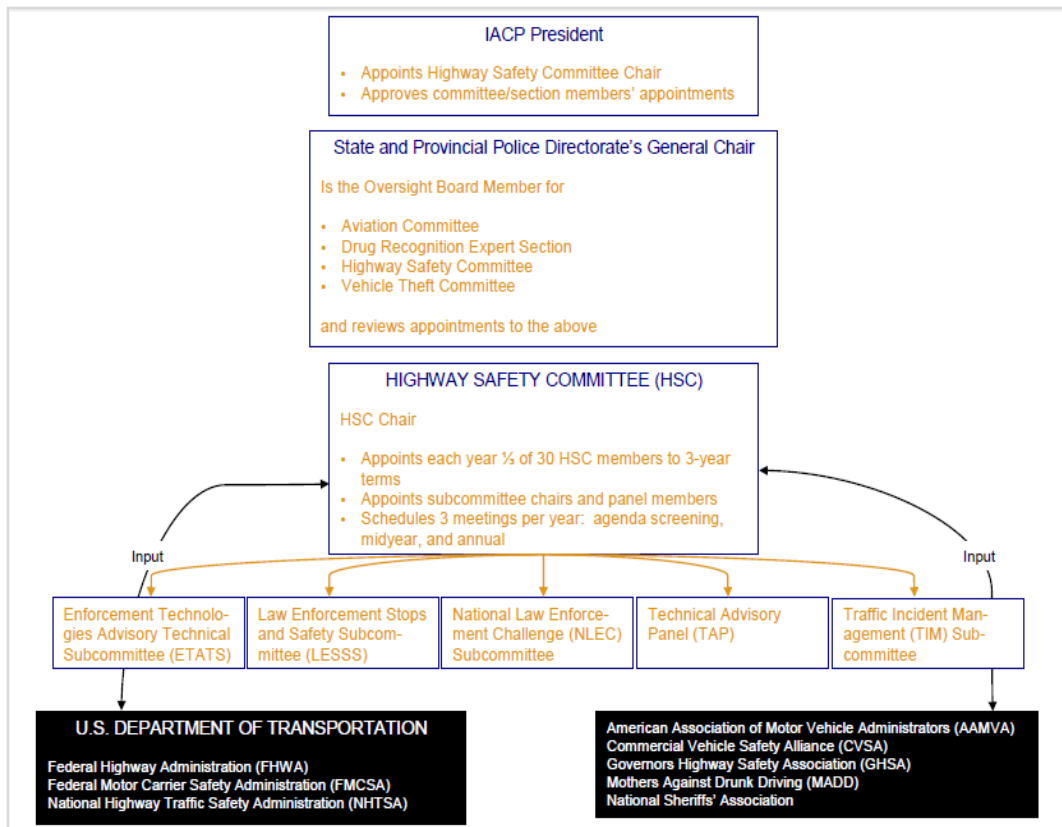 IACP President
▪ Appoints Highway Safety Committee Chair
▪ Approves committee/section members' appointments
State and Provincial Police Directorate's General Chair
Is the Oversight Board Member for
▪ Aviation Committee
▪ Drug Recognition Expert Section
▪ Highway Safety Committee
▪ Vehicle Theft Committee
and reviews appointments to the above
HIGHWAY SAFETY COMMITTEE (HSC)
HSC Chair
▪ Appoints each year ⅓ of 30 HSC members to 3-year
terms
▪ Appoints subcommittee chairs and panel members
▪ Schedules 3 meetings per year: agenda screening,
midyear, and annual
Input
Input
Enforcement Technolo-
gies Advisory Technical
Subcommittee (ETATS)
Law Enforcement Stops
and Safety Subcom-
mittee (LESSS)
National Law Enforce-
ment Challenge (NLEC)
Subcommittee
Technical Advisory
Panel (TAP)
Traffic Incident Man-
agement (TIM) Sub-
committee
U.S. DEPARTMENT OF TRANSPORTATION
Federal Highway Administration (FHWA)
Federal Motor Carrier Safety Administration (FMCSA)
National Highway Traffic Safety Administration (NHTSA)
American Association of Motor Vehicle Administrators (AAMVA)
Commercial Vehicle Safety Alliance (CVSA)
Governors Highway Safety Association (GHSA)
Mothers Against Drunk Driving (MADD)
National Sheriffs' Association